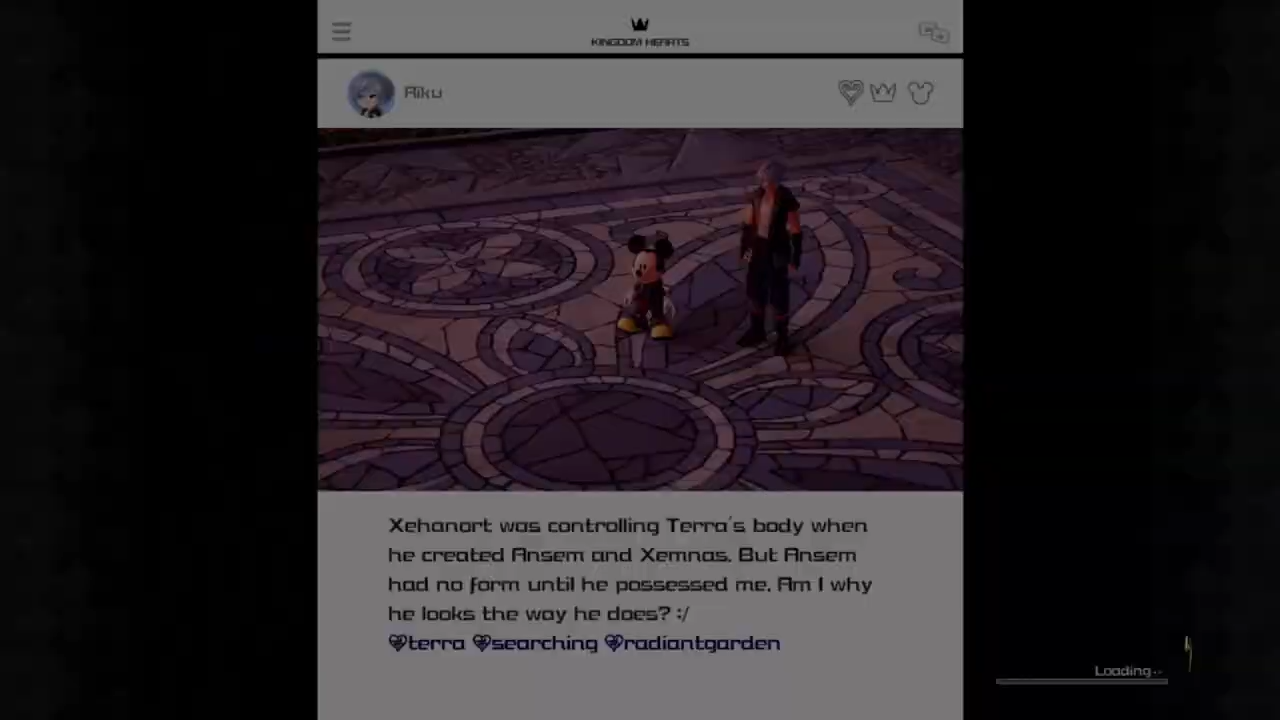 KINGDOM HEARTS
Riku
Xehanort was controlling Terra's body when
he created Ansem and Xemnas. But Ansem
had no form until he possessed me. Am I why
he looks the way he does? :/
terra searching radiantgarden
Loading..